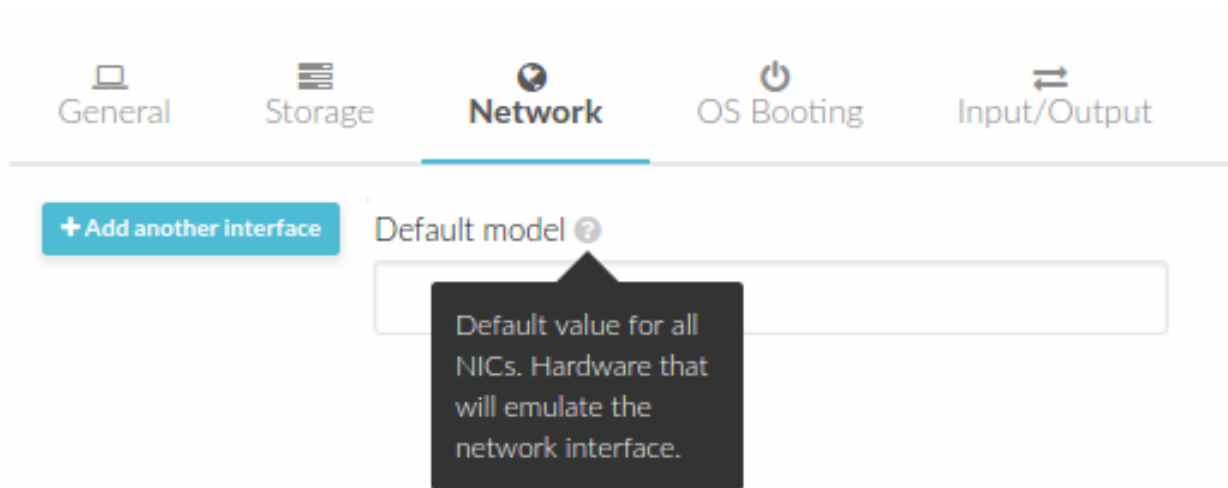 General Storage Network OS Booting Input/Output
Add another interface Default model ?
Default value for all
NICs. Hardware that
will emulate the
network interface.